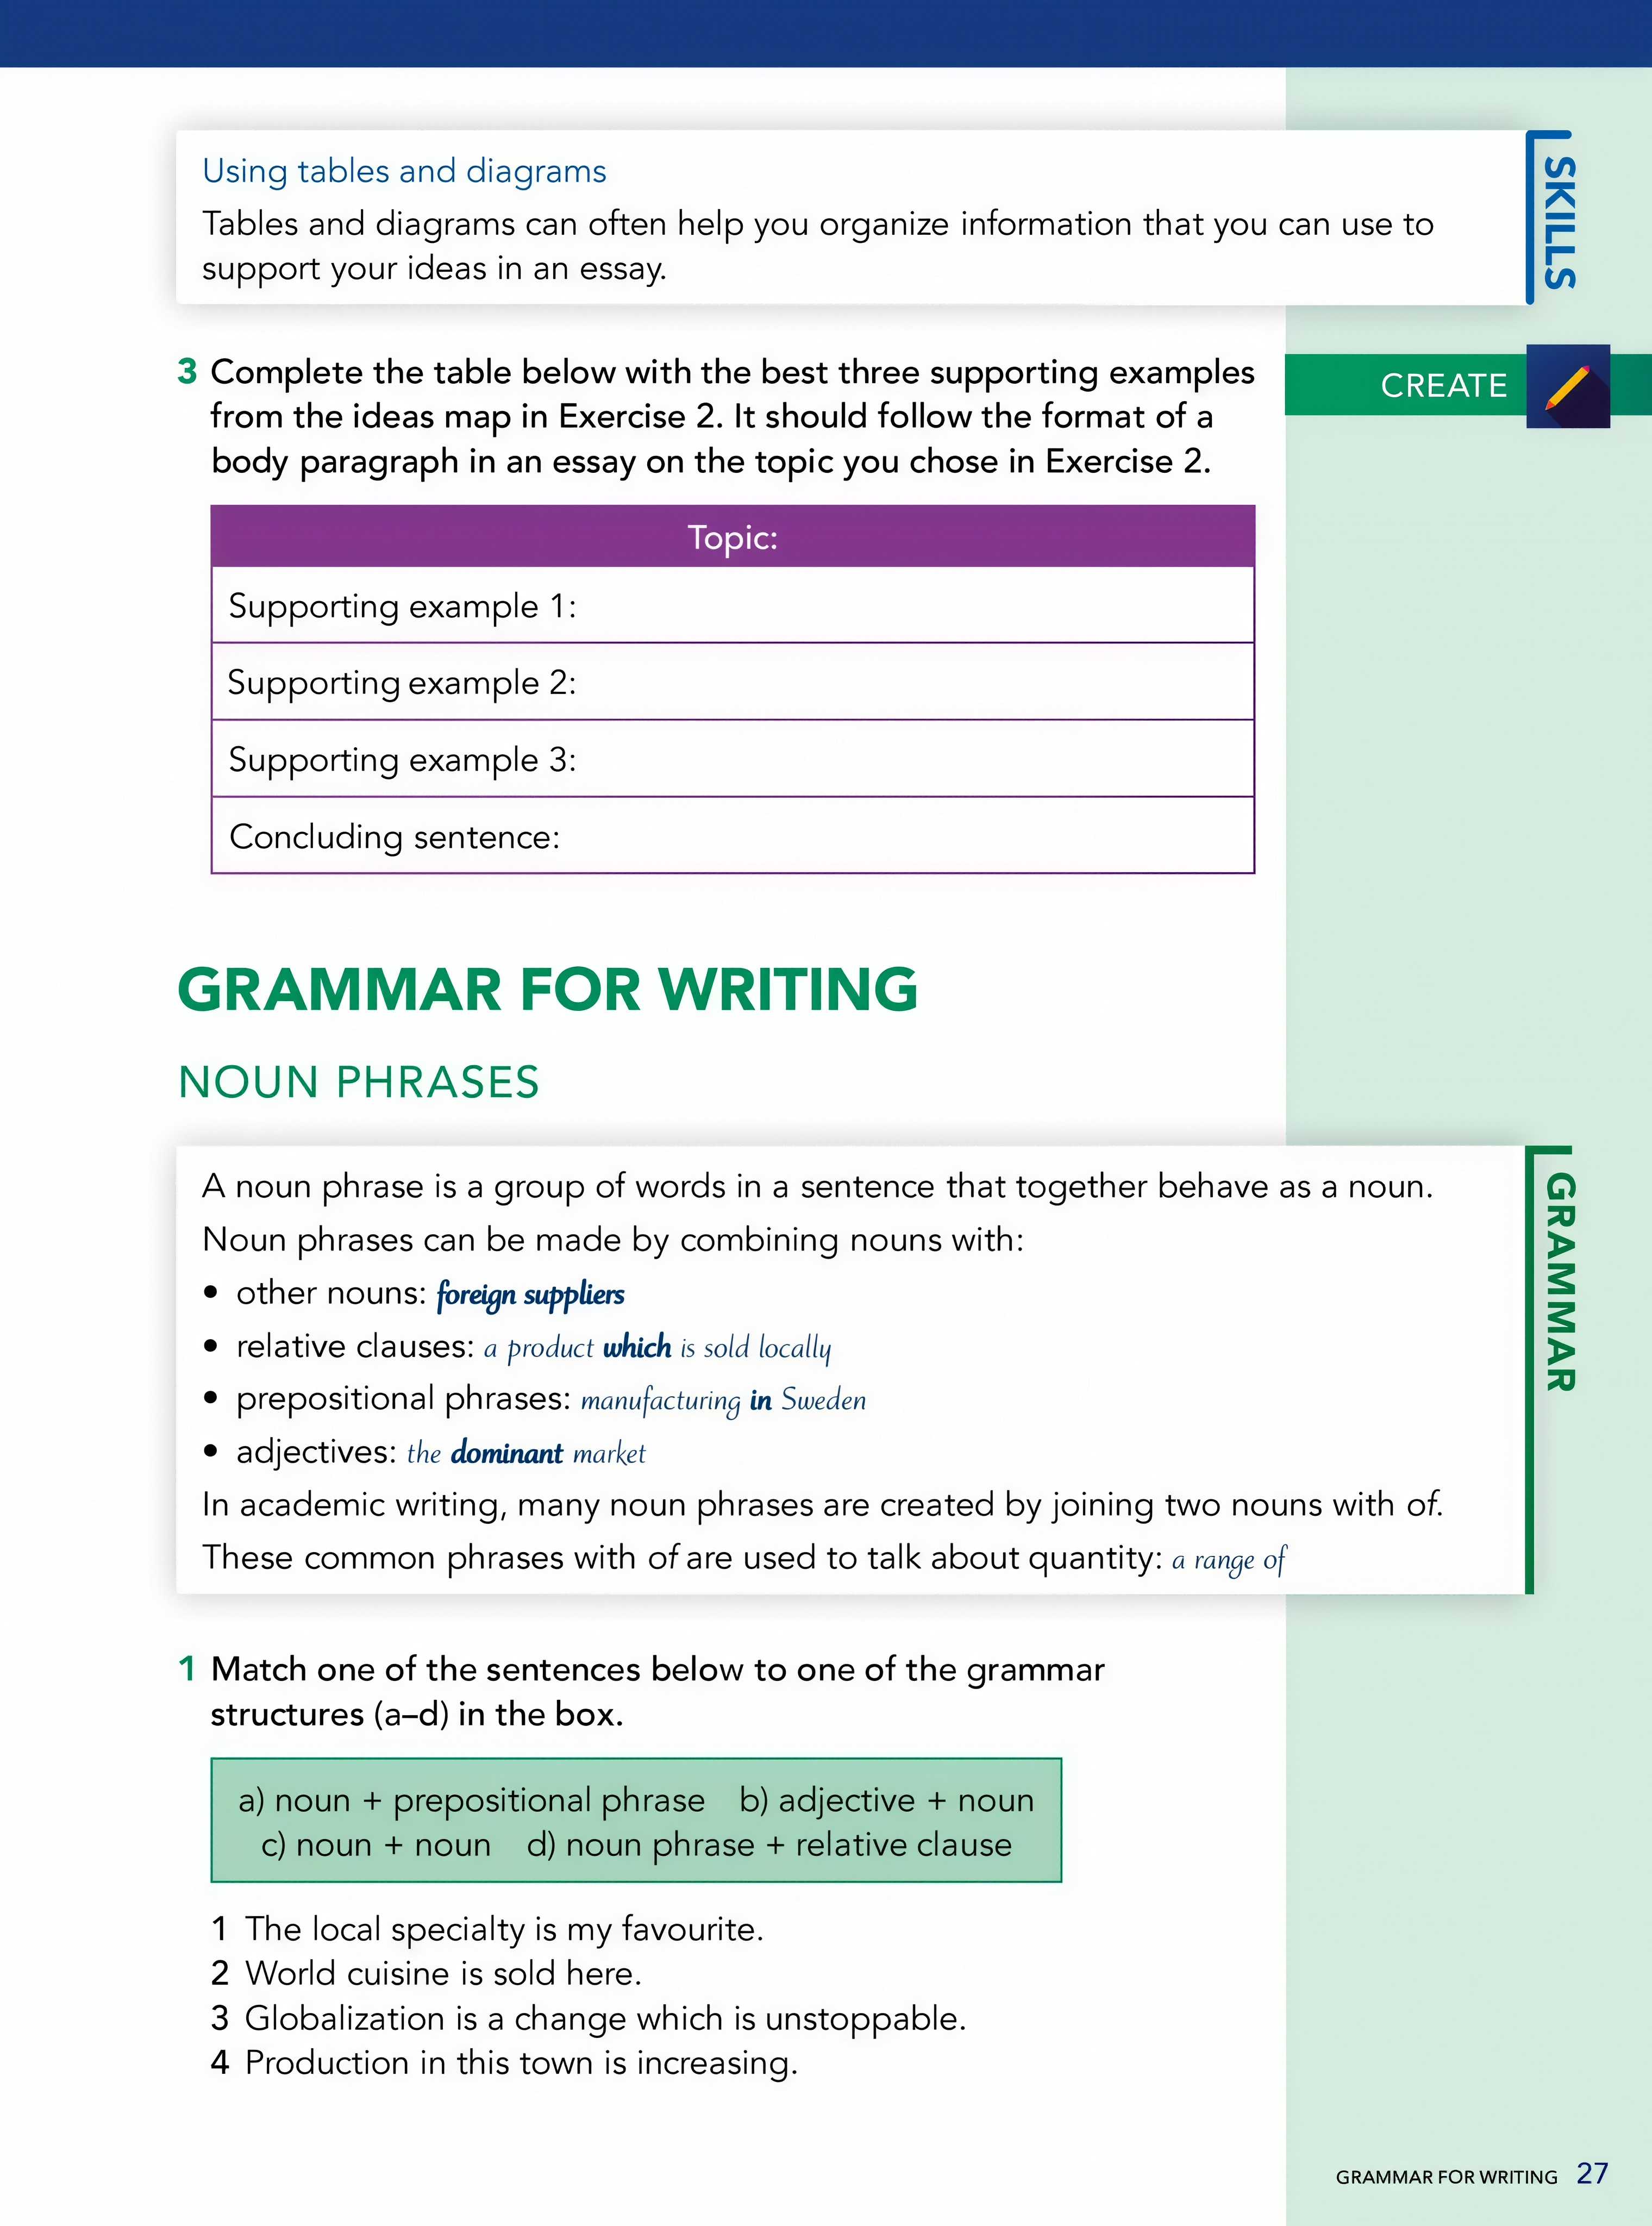 Using tables and diagrams
Tables and diagrams can often help you organize information that you can use to
support your ideas in an essay.
SKILLS
3 Complete the table below with the best three supporting examples
from the ideas map in Exercise 2. It should follow the format of a
body paragraph in an essay on the topic you chose in Exercise 2.
CREATE
Topic:
Supporting example 1:
Supporting example 2:
Supporting example 3:
Concluding sentence:
GRAMMAR FOR WRITING
NOUN PHRASES
A noun phrase is a group of words in a sentence that together behave as a noun.
Noun phrases can be made by combining nouns with:
• other nouns: foreign suppliers
• relative clauses: a product which is sold locally
• prepositional phrases: manufacturing in Sweden
• adjectives: the dominant market
In academic writing, many noun phrases are created by joining two nouns with of.
These common phrases with of are used to talk about quantity: a range of
GRAMMAR
1 Match one of the sentences below to one of the grammar
structures (a–d) in the box.
a) noun + prepositional phrase b) adjective + noun
c) noun + noun d) noun phrase + relative clause
1 The local specialty is my favourite.
2 World cuisine is sold here.
3 Globalization is a change which is unstoppable.
4 Production in this town is increasing.
GRAMMAR FOR WRITING 27